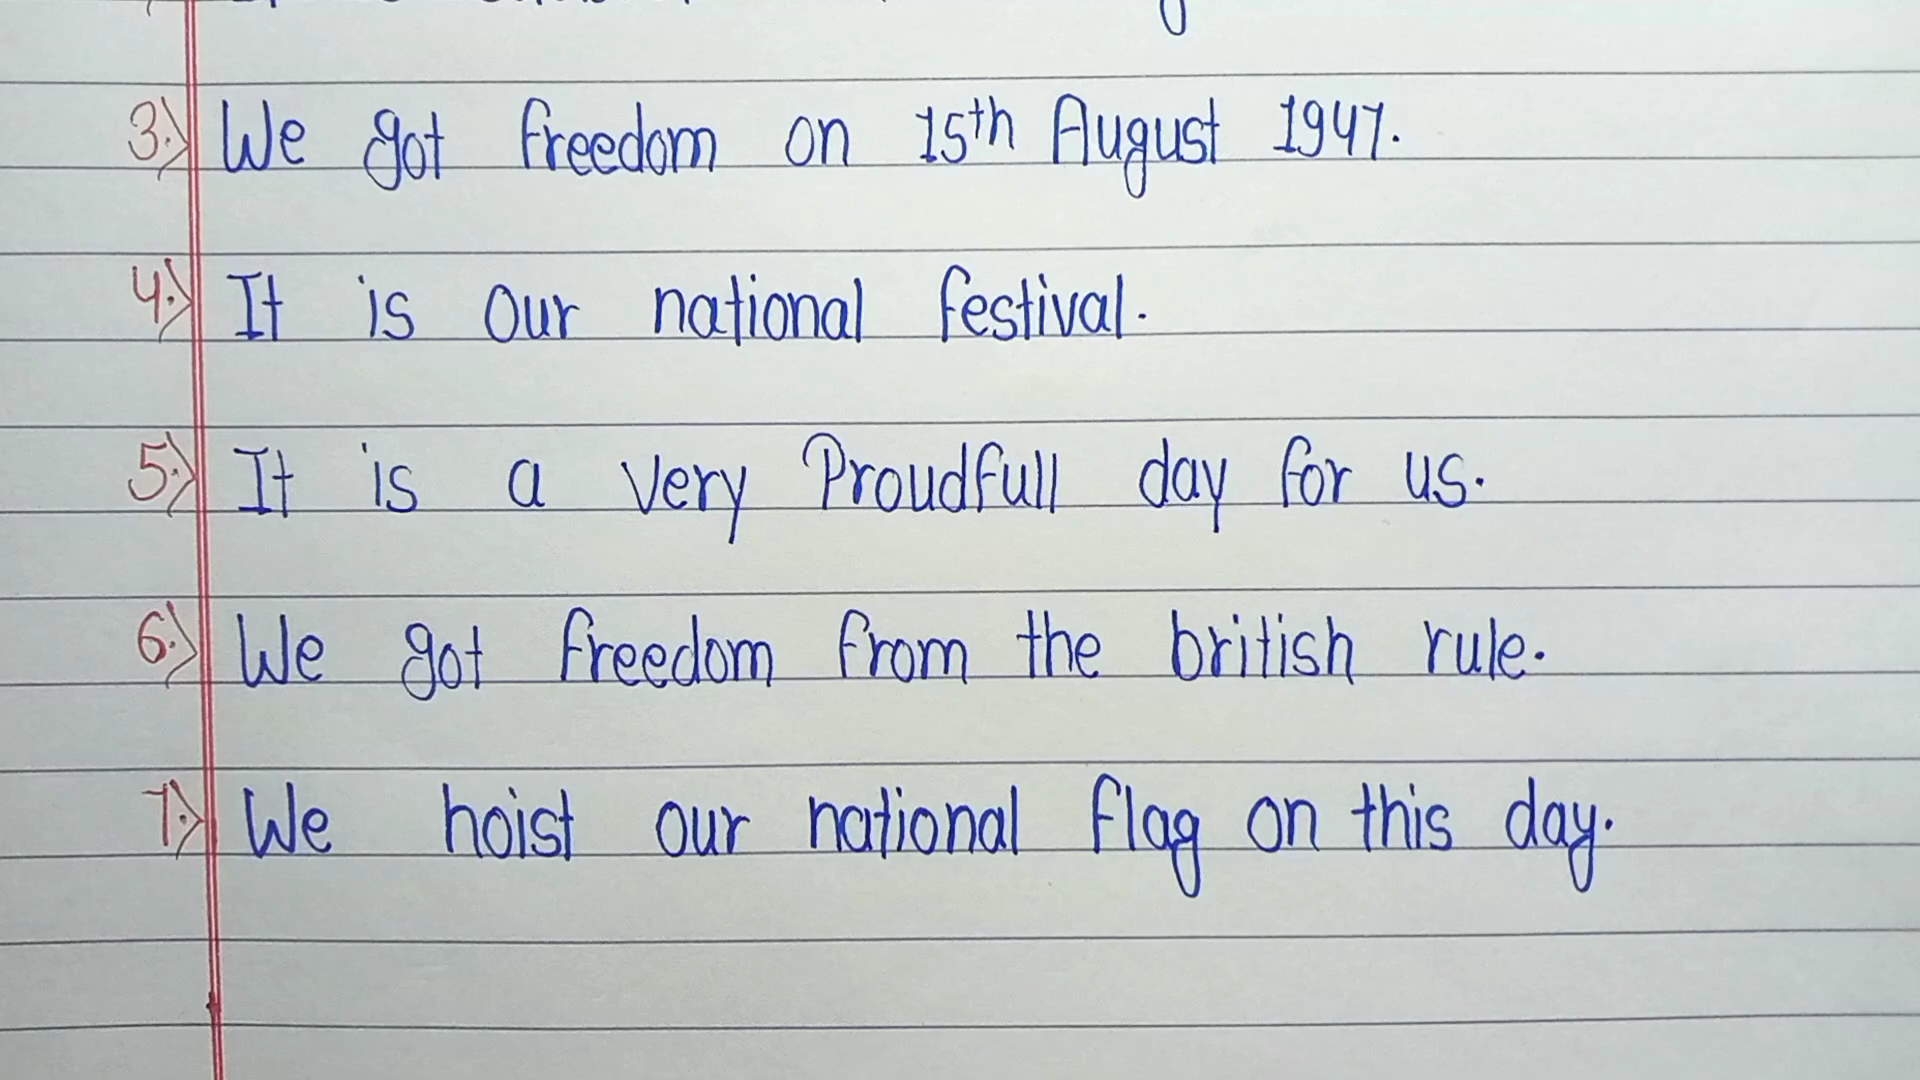 3.) We got freedom on 15th August 1947.
4.) It is our national festival.
5.) It is a very Proudfull day for us.
6.) We got freedom from the british rule.
7.) We hoist our national flag on this day.